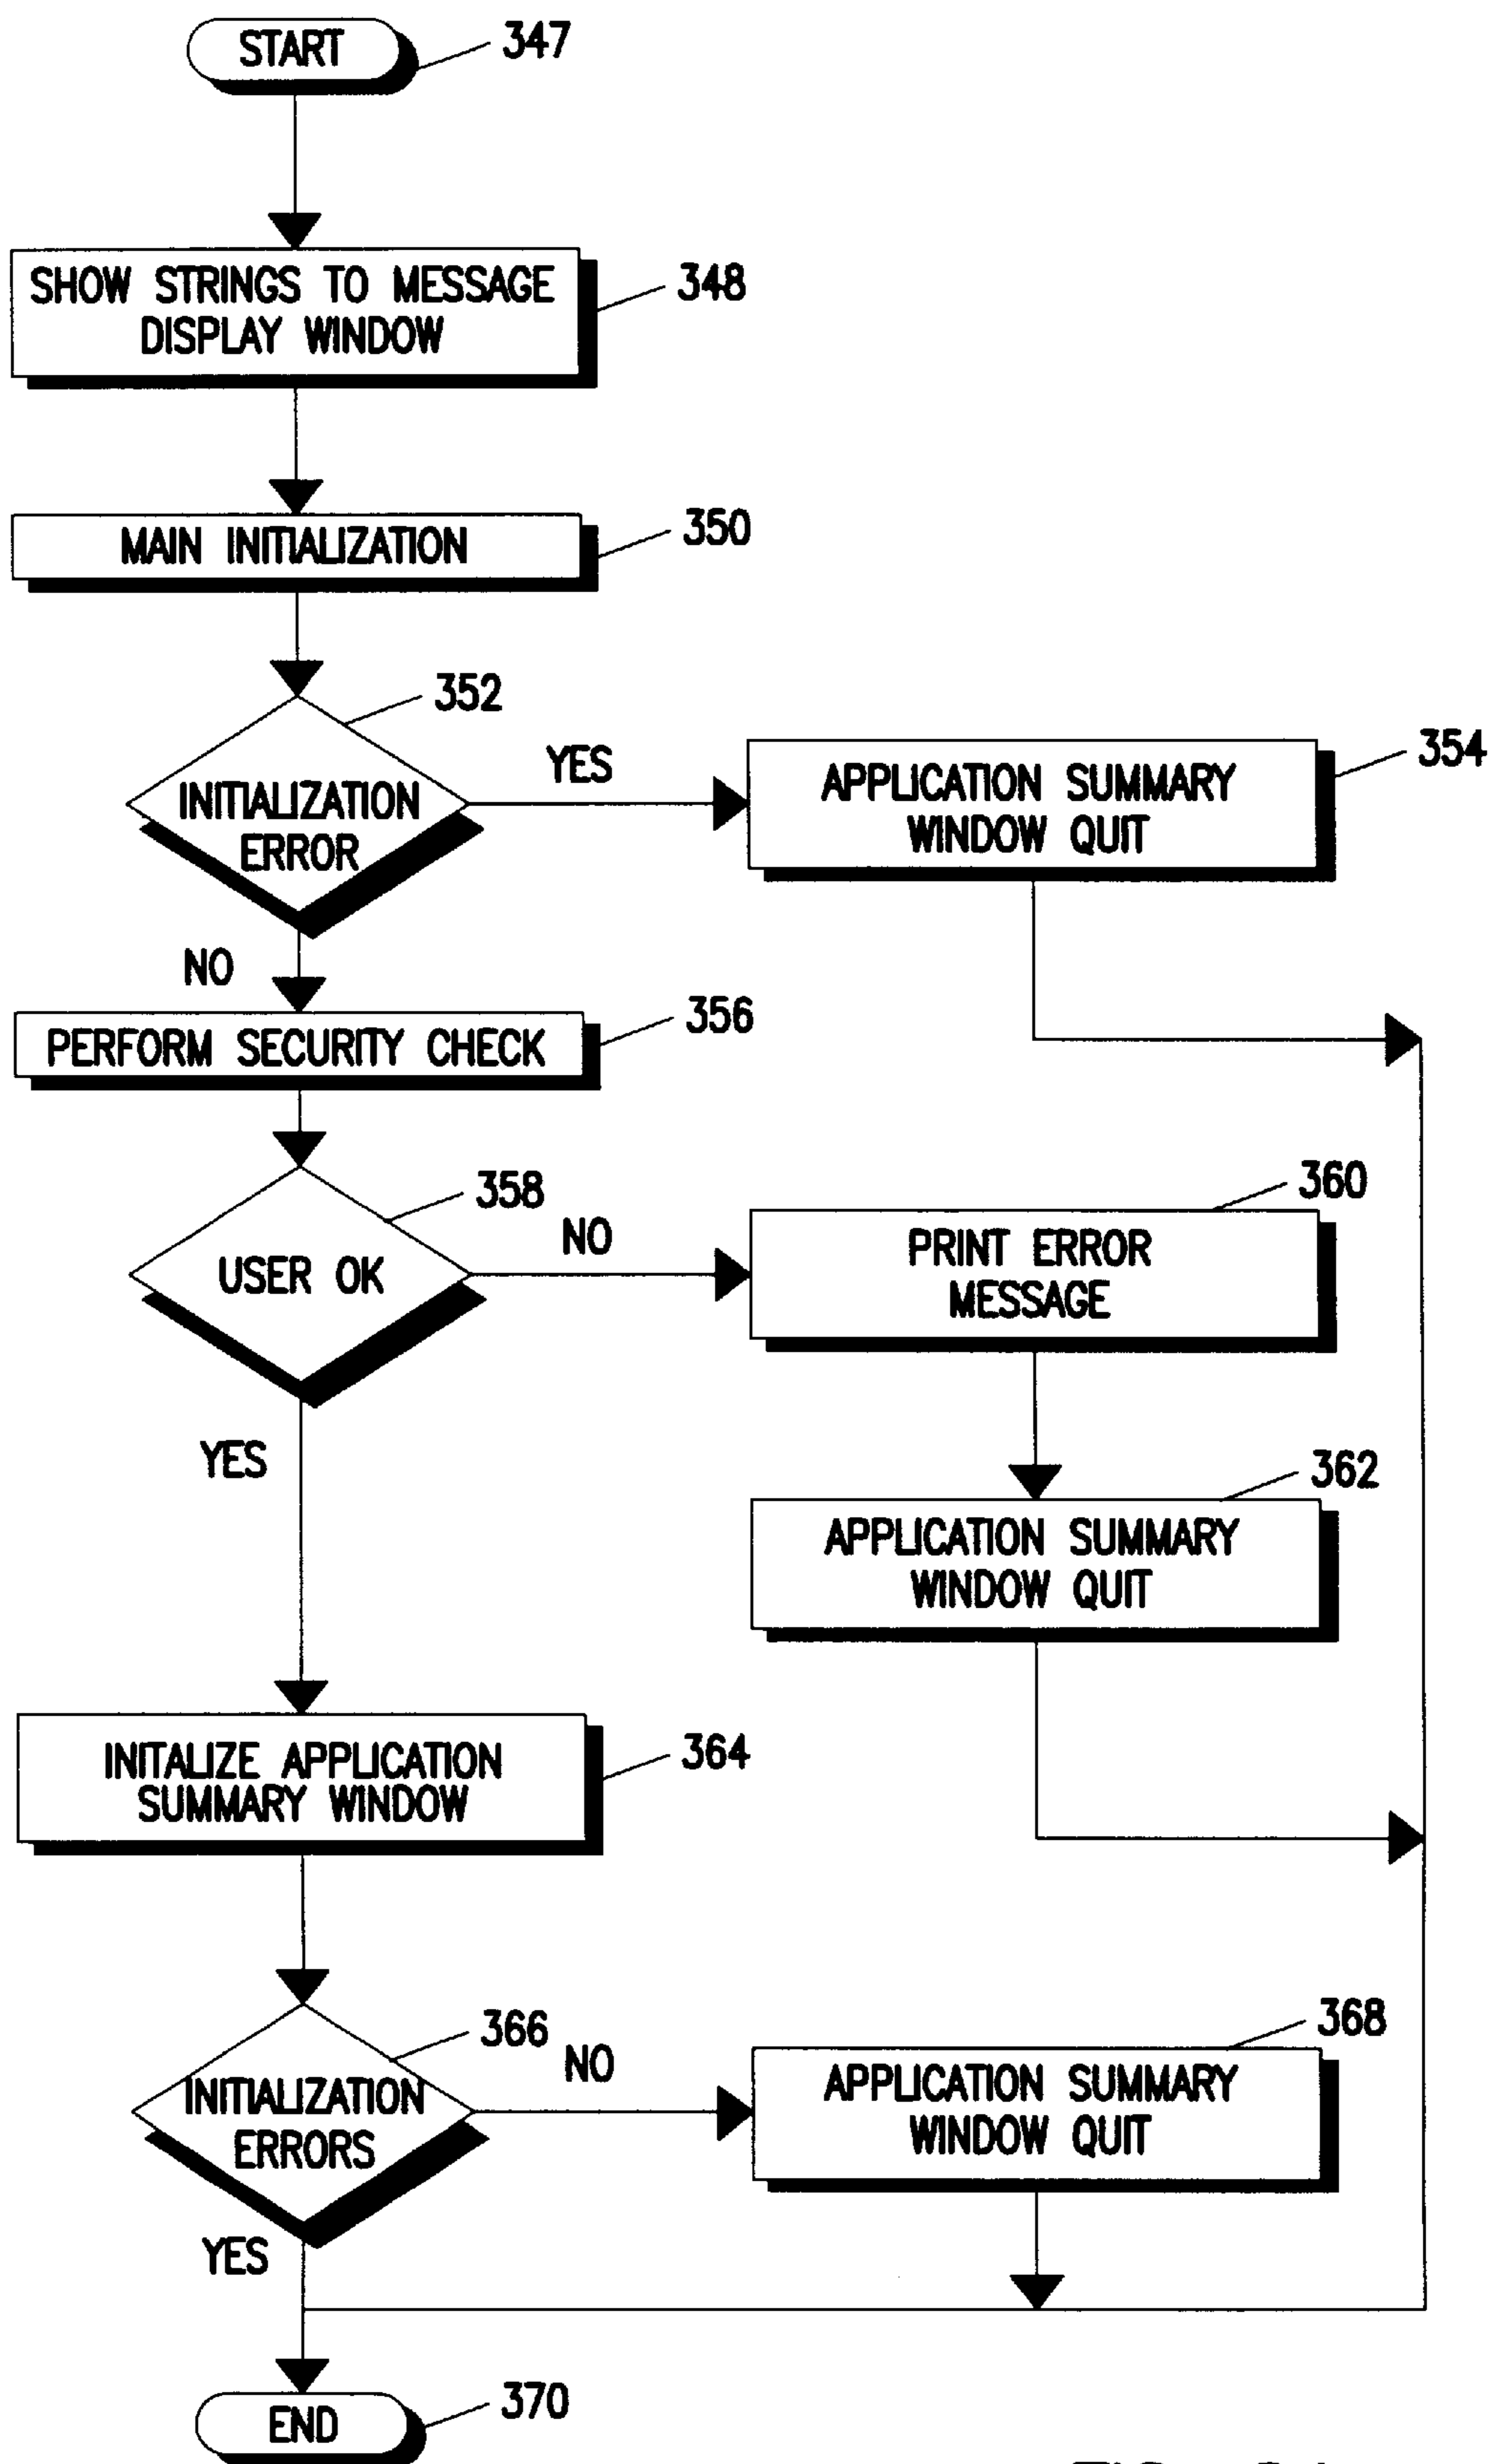 START
347
SHOW STRINGS TO MESSAGE
DISPLAY WINDOW
348
MAIN INITIALIZATION
350
352
INITIALIZATION
ERROR
YES
APPLICATION SUMMARY
WINDOW QUIT
354
NO
PERFORM SECURITY CHECK
356
358
USER OK
NO
360
PRINT ERROR
MESSAGE
YES
362
APPLICATION SUMMARY
WINDOW QUIT
INITALIZE APPLICATION
SUMMARY WINDOW
364
366
INITIALIZATION
ERRORS
NO
368
APPLICATION SUMMARY
WINDOW QUIT
YES
END
370